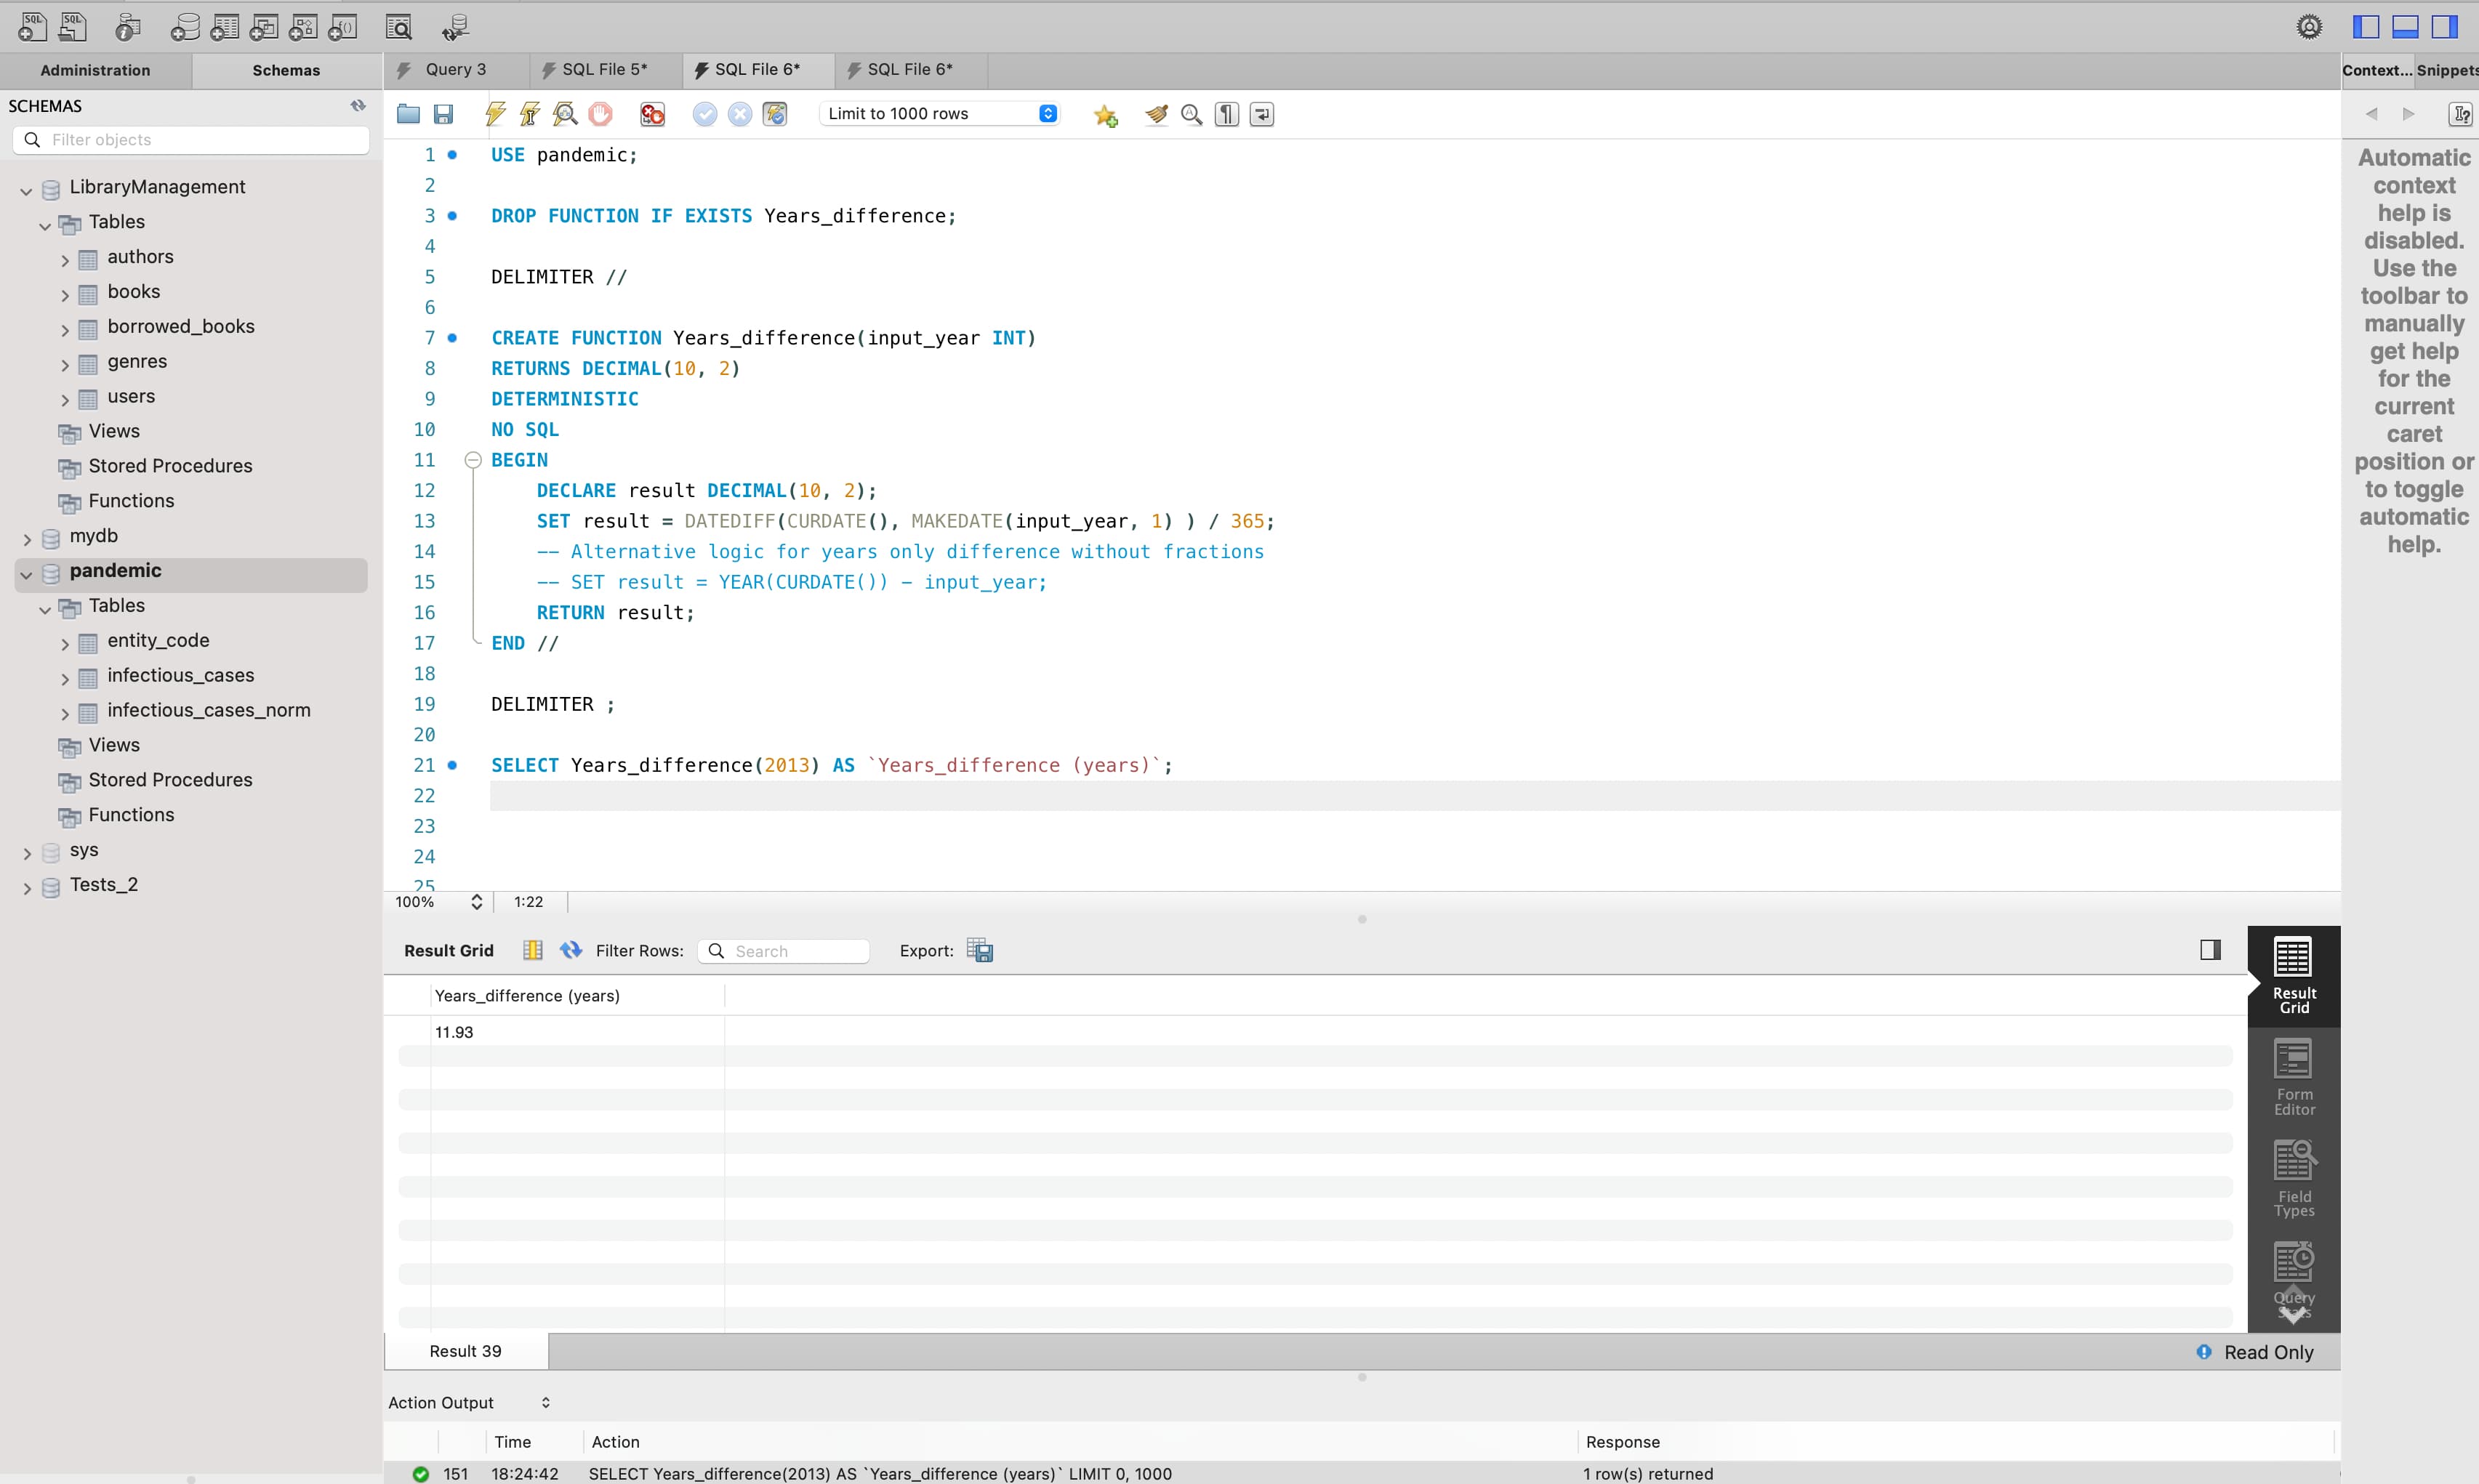 Administration
Schemas
Query 3
SQL File 5*
SQL File 6*
SQL File 6*
Context...
Snippets
SCHEMAS
Filter objects
Limit to 1000 rows
LibraryManagement
Tables
authors
books
borrowed_books
genres
users
Views
Stored Procedures
Functions
mydb
pandemic
Tables
entity_code
infectious_cases
infectious_cases_norm
Views
Stored Procedures
Functions
sys
Tests_2
1 USE pandemic;
2
3 DROP FUNCTION IF EXISTS Years_difference;
4
5 DELIMITER //
6
7 CREATE FUNCTION Years_difference(input_year INT)
8 RETURNS DECIMAL(10, 2)
9 DETERMINISTIC
10 NO SQL
11 BEGIN
12 DECLARE result DECIMAL(10, 2);
13 SET result = DATEDIFF(CURDATE(), MAKEDATE(input_year, 1) ) / 365;
14 -- Alternative logic for years only difference without fractions
15 -- SET result = YEAR(CURDATE()) - input_year;
16 RETURN result;
17 END //
18
19 DELIMITER ;
20
21 SELECT Years_difference(2013) AS `Years_difference (years)`;
22
23
24
25
Automatic
context
help is
disabled.
Use the
toolbar to
manually
get help
for the
current
caret
position or
to toggle
automatic
help.
100%
1:22
Result Grid
Filter Rows:
Search
Export:
Years_difference (years)
11.93
Result
Grid
Form
Editor
Field
Types
Query
Stats
Result 39
Read Only
Action Output
Time
Action
Response
151
18:24:42
SELECT Years_difference(2013) AS `Years_difference (years)` LIMIT 0, 1000
1 row(s) returned